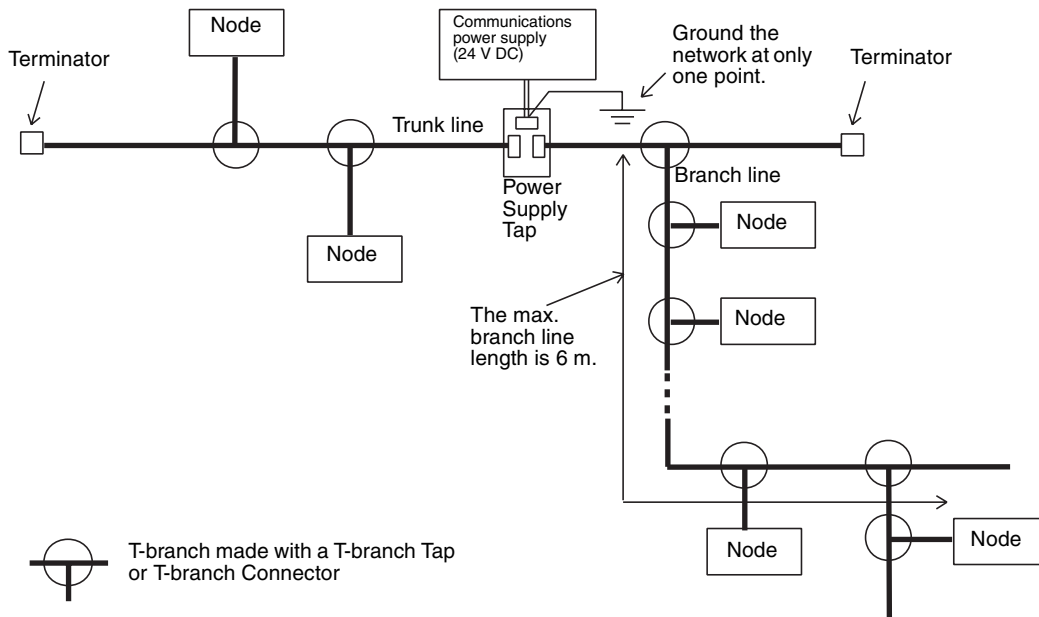 Node
Communications
power supply
(24 V DC)
Ground the
network at only
one point.
Terminator
Terminator
Trunk line
Power
Supply
Tap
Branch line
Node
Node
Node
The max.
branch line
length is 6 m.
Node
Node
T-branch made with a T-branch Tap
or T-branch Connector